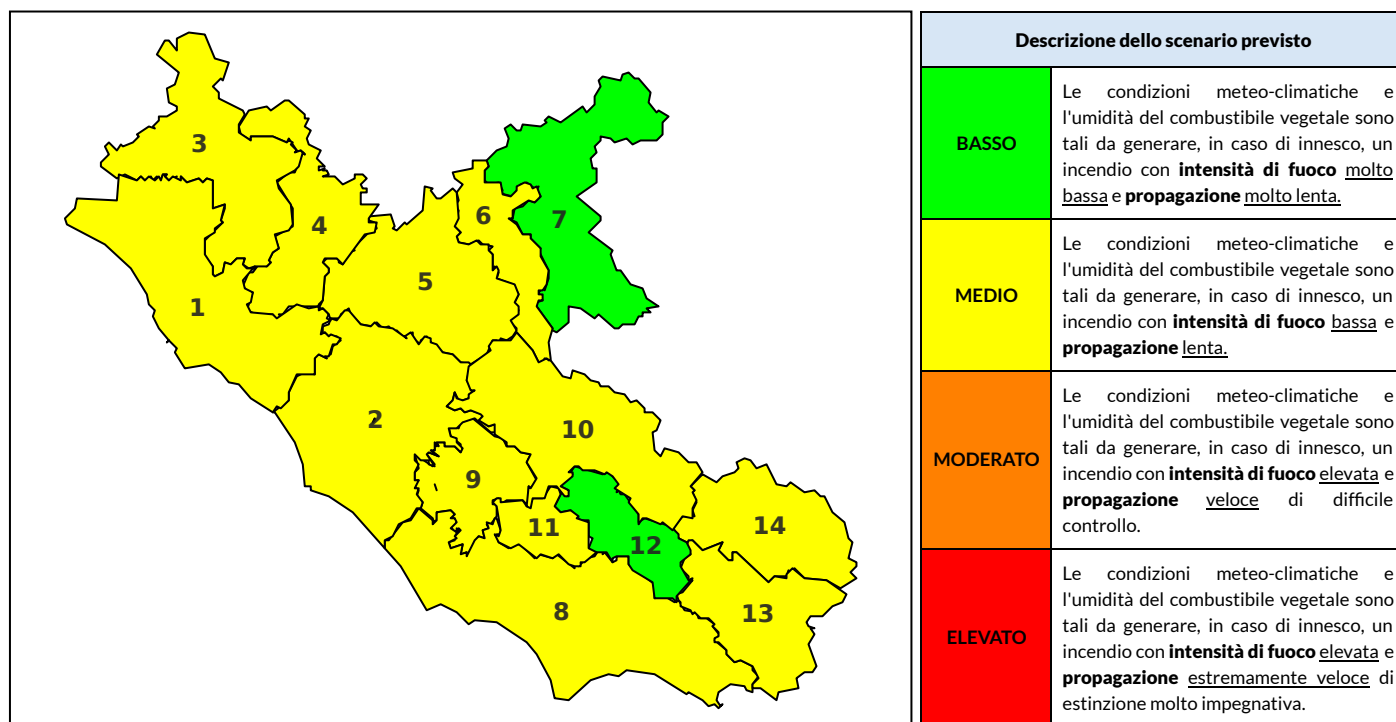 3
4
6
7
1
5
2
10
9
11
12
14
8
13
Descrizione dello scenario previsto
BASSO
Le condizioni meteo-climatiche e
l'umidità del combustibile vegetale sono
tali da generare, in caso di innesco, un
incendio con intensità di fuoco molto
bassa e propagazione molto lenta.
MEDIO
Le condizioni meteo-climatiche e
l'umidità del combustibile vegetale sono
tali da generare, in caso di innesco, un
incendio con intensità di fuoco bassa e
propagazione lenta.
MODERATO
Le condizioni meteo-climatiche e
l'umidità del combustibile vegetale sono
tali da generare, in caso di innesco, un
incendio con intensità di fuoco elevata e
propagazione veloce di difficile
controllo.
ELEVATO
Le condizioni meteo-climatiche e
l'umidità del combustibile vegetale sono
tali da generare, in caso di innesco, un
incendio con intensità di fuoco elevata e
propagazione estremamente veloce di
estinzione molto impegnativa.